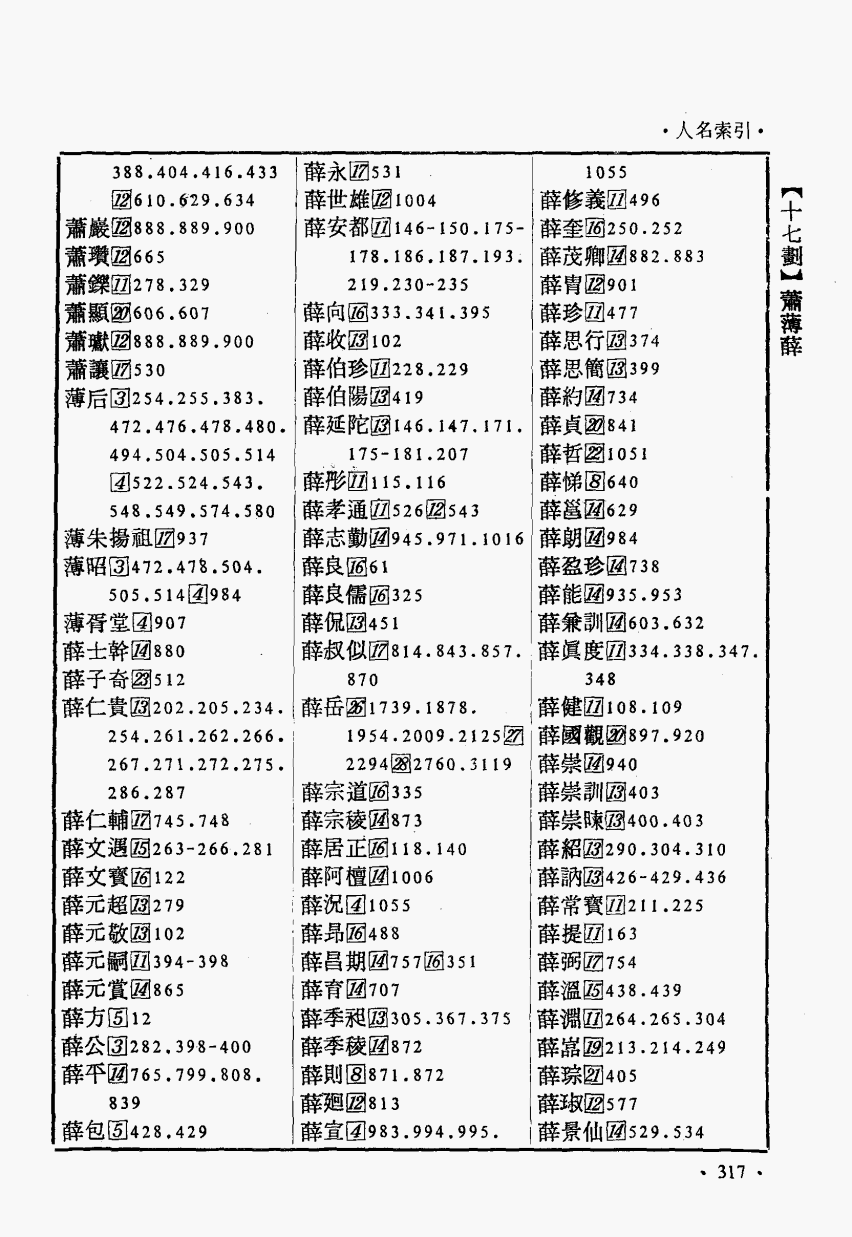 ·人名索引·
388.404.416.433
[12]610.629.634
蕭巖[12]888.889.900
蕭瓚[12]665
蕭鑠[11]278.329
蕭顯[20]606.607
蕭瓛[12]888.889.900
蕭讓[17]530
薄后[3]254.255.383.
472.476.478.480.
494.504.505.514
[4]522.524.543.
548.549.574.580
薄朱揚祖[17]937
薄昭[3]472.478.504.
505.514[4]984
薄胥堂[4]907
薛士幹[14]880
薛子奇[23]512
薛仁貴[13]202.205.234.
254.261.262.266.
267.271.272.275.
286.287
薛仁輔[17]745.748
薛文遇[15]263-266.281
薛文寶[16]122
薛元超[13]279
薛元敬[13]102
薛元嗣[11]394-398
薛元賞[14]865
薛方[5]12
薛公[3]282.398-400
薛平[14]765.799.808.
839
薛包[5]428.429
薛永[17]531
薛世雄[12]1004
薛安都[11]146-150.175-
178.186.187.193.
219.230-235
薛向[16]333.341.395
薛收[13]102
薛伯珍[11]228.229
薛伯陽[13]419
薛延陀[13]146.147.171.
175-181.207
薛彤[11]115.116
薛孝通[11]526[12]543
薛志勤[14]945.971.1016
薛良[16]61
薛良儒[16]325
薛侃[13]451
薛叔似[17]814.843.857.
870
薛岳[26]1739.1878.
1954.2009.2125[27]
2294[28]2760.3119
薛宗道[16]335
薛宗稜[14]873
薛居正[16]118.140
薛阿檀[14]1006
薛況[4]1055
薛昂[16]488
薛昌期[14]757[16]351
薛育[14]707
薛季昶[13]305.367.375
薛季稜[14]872
薛則[8]871.872
薛廻[12]813
薛宣[4]983.994.995.
1055
薛修義[11]496
薛奎[16]250.252
薛茂卿[14]882.883
薛胄[12]901
薛珍[11]477
薛思行[13]374
薛思簡[13]399
薛約[14]734
薛貞[20]841
薛哲[22]1051
薛悌[8]640
薛邕[14]629
薛朗[14]984
薛盈珍[14]738
薛能[14]935.953
薛兼訓[14]603.632
薛眞度[11]334.338.347.
348
薛健[11]108.109
薛國觀[20]897.920
薛崇[14]940
薛崇訓[13]403
薛崇暕[13]400.403
薛紹[13]290.304.310
薛訥[13]426-429.436
薛常寶[11]211.225
薛提[11]163
薛弼[17]754
薛溫[15]438.439
薛淵[11]264.265.304
薛嵓[19]213.214.249
薛琮[21]405
薛琡[12]577
薛景仙[14]529.534
【十七劃】蕭薄薛
·317·